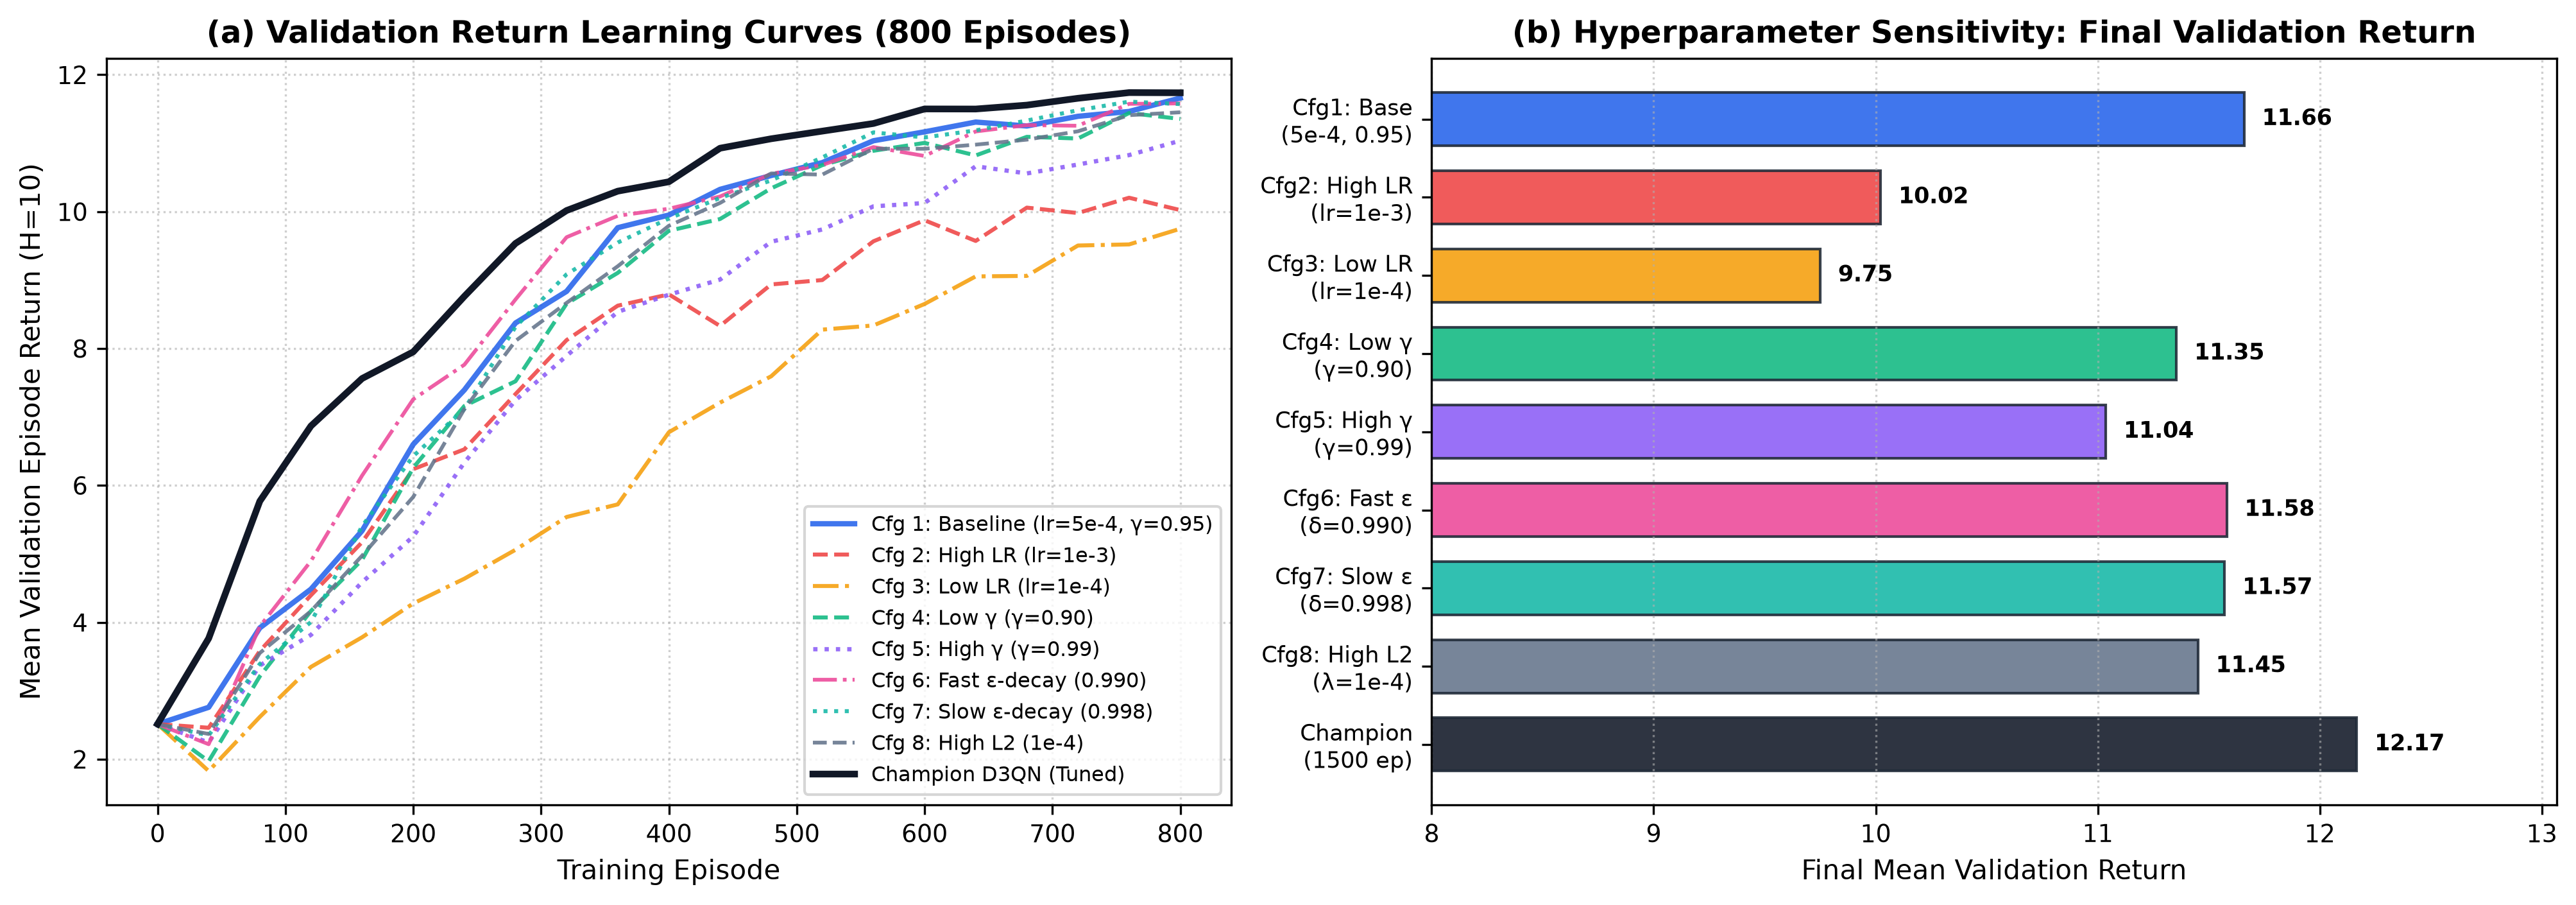 (a) Validation Return Learning Curves (800 Episodes)
Mean Validation Episode Return (H=10)
12
10
8
6
4
2
0
100
200
300
400
500
600
700
800
Training Episode
Cfg 1: Baseline (lr=5e-4, γ=0.95)
Cfg 2: High LR (lr=1e-3)
Cfg 3: Low LR (lr=1e-4)
Cfg 4: Low γ (γ=0.90)
Cfg 5: High γ (γ=0.99)
Cfg 6: Fast ε-decay (0.990)
Cfg 7: Slow ε-decay (0.998)
Cfg 8: High L2 (1e-4)
Champion D3QN (Tuned)
(b) Hyperparameter Sensitivity: Final Validation Return
Cfg1: Base
(5e-4, 0.95)
11.66
Cfg2: High LR
(lr=1e-3)
10.02
Cfg3: Low LR
(lr=1e-4)
9.75
Cfg4: Low γ
(γ=0.90)
11.35
Cfg5: High γ
(γ=0.99)
11.04
Cfg6: Fast ε
(δ=0.990)
11.58
Cfg7: Slow ε
(δ=0.998)
11.57
Cfg8: High L2
(λ=1e-4)
11.45
Champion
(1500 ep)
12.17
8
9
10
11
12
13
Final Mean Validation Return